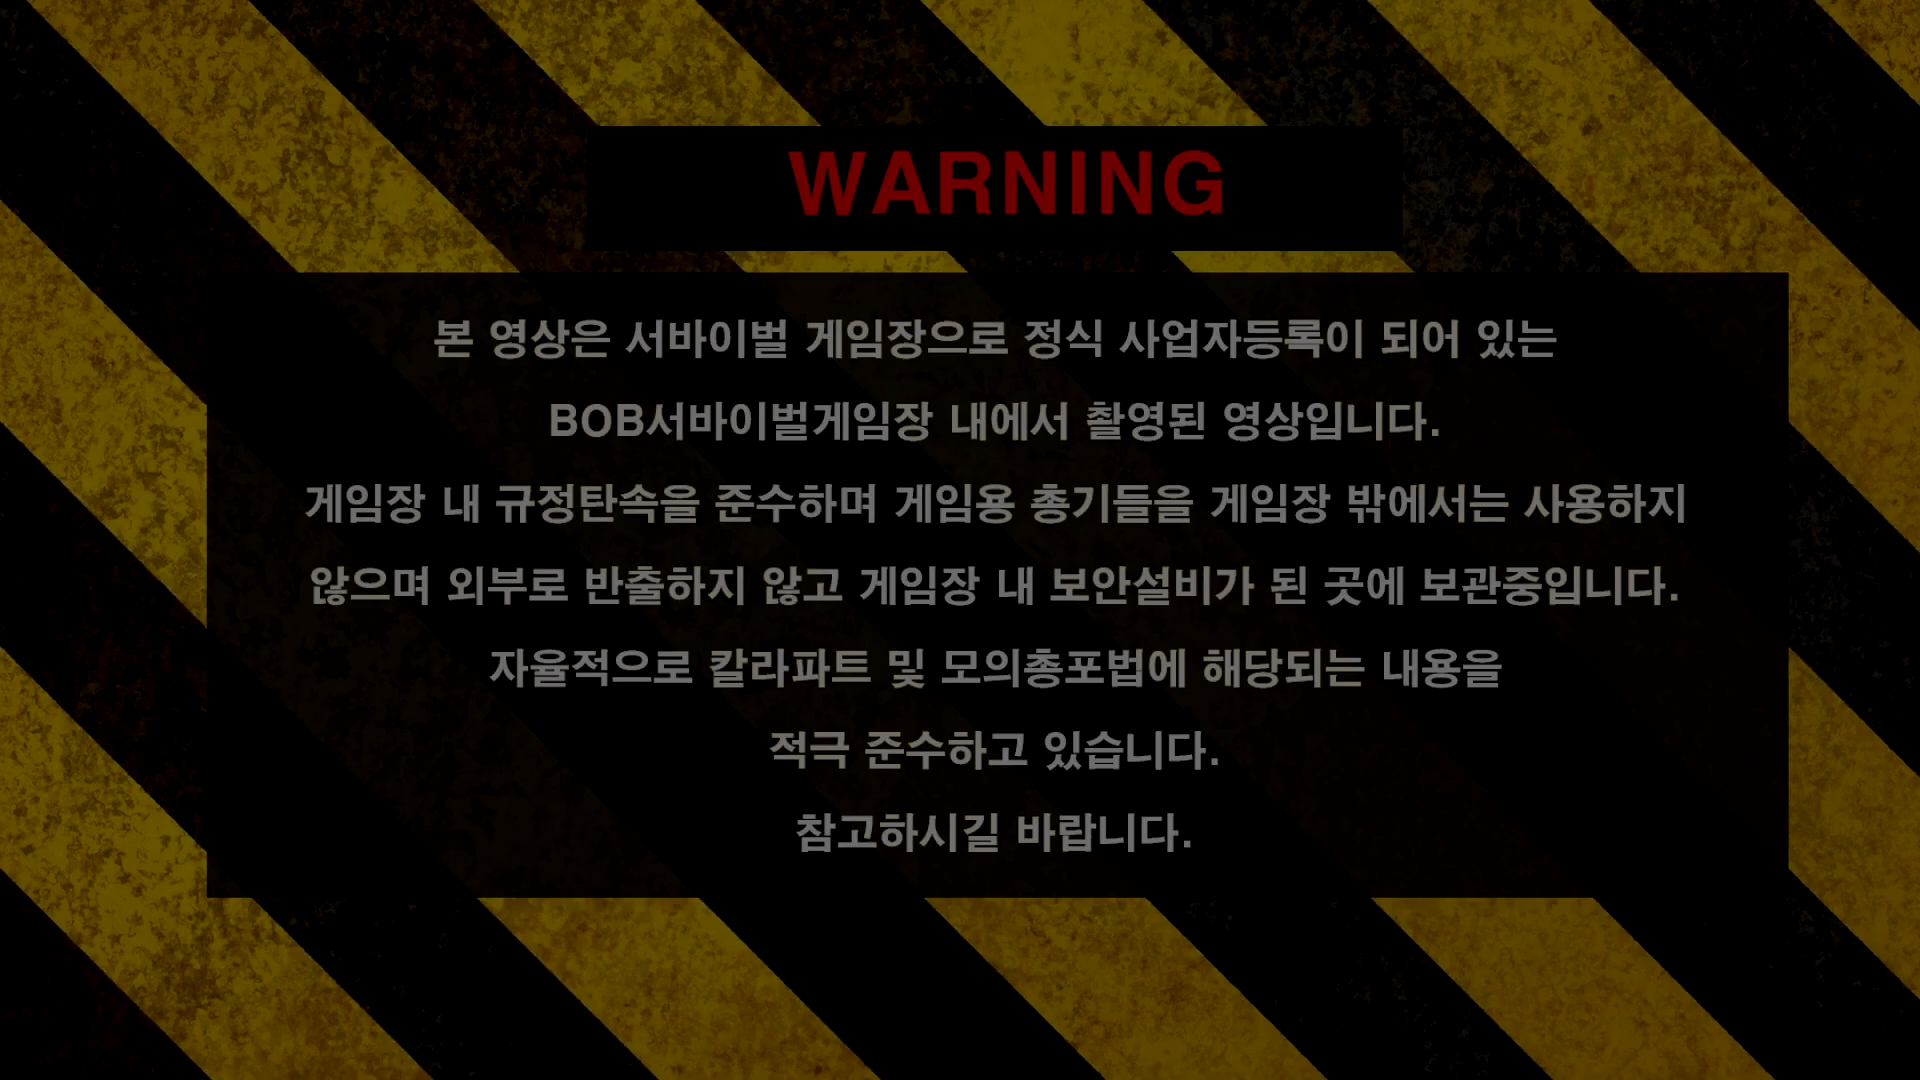 WARNING
본 영상은 서바이벌 게임장으로 정식 사업자등록이 되어 있는
BOB서바이벌게임장 내에서 촬영된 영상입니다.
게임장 내 규정탄속을 준수하며 게임용 총기들을 게임장 밖에서는 사용하지
않으며 외부로 반출하지 않고 게임장 내 보안설비가 된 곳에 보관중입니다.
자율적으로 칼라파트 및 모의총포법에 해당되는 내용을
적극 준수하고 있습니다.
참고하시길 바랍니다.